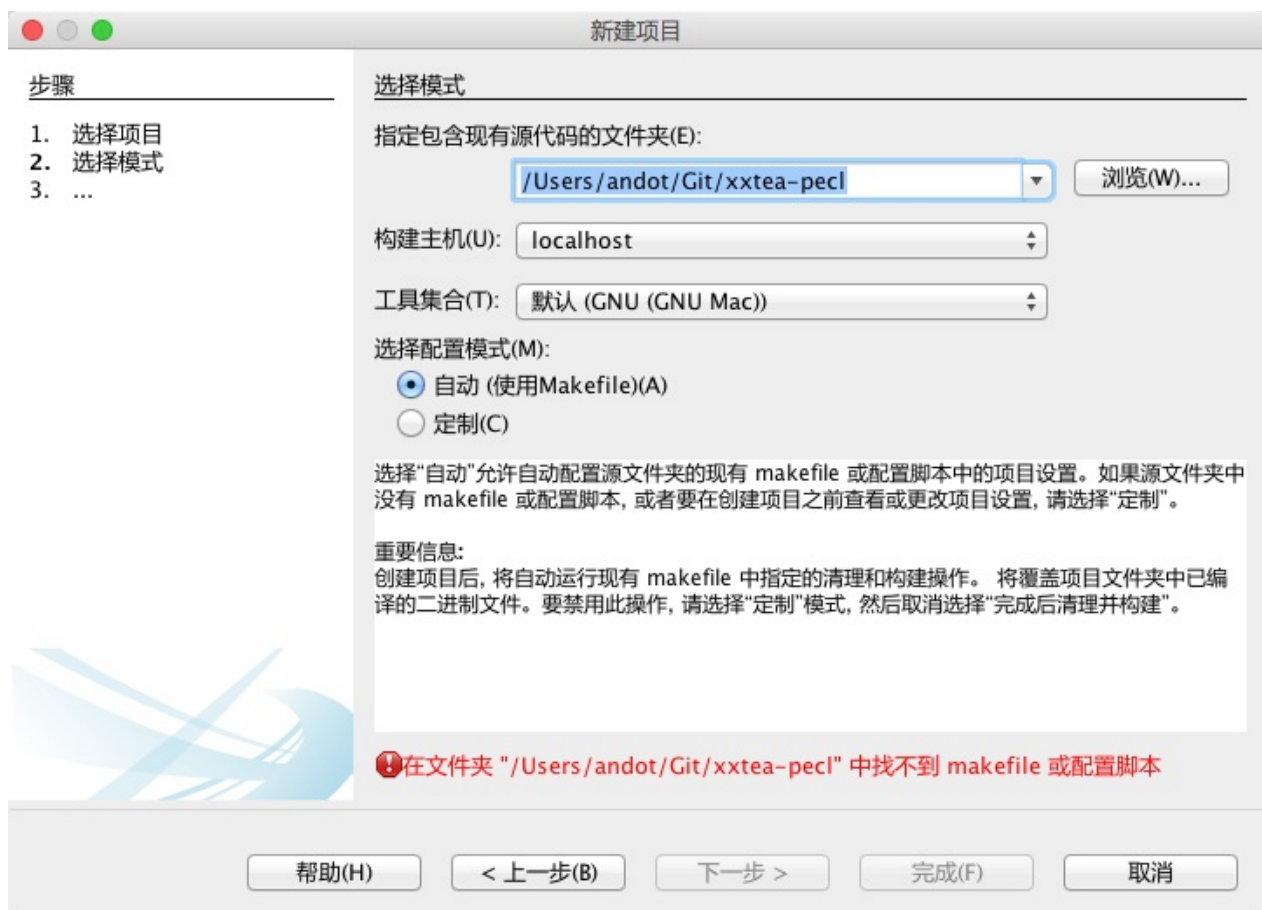 新建项目
步骤
1. 选择项目
2. 选择模式
3. ...
选择模式
指定包含现有源代码的文件夹(E):
/Users/andot/Git/xxtea-pecl
浏览(W)...
构建主机(U): localhost
工具集合(T): 默认 (GNU (GNU Mac))
选择配置模式(M):
自动 (使用Makefile)(A)
定制(C)
选择“自动”允许自动配置源文件夹的现有 makefile 或配置脚本中的项目设置。如果源文件夹中
没有 makefile 或配置脚本, 或者要在创建项目之前查看或更改项目设置, 请选择“定制”。
重要信息:
创建项目后, 将自动运行现有 makefile 中指定的清理和构建操作。 将覆盖项目文件夹中已编
译的二进制文件。要禁用此操作, 请选择“定制”模式, 然后取消选择“完成后清理并构建”。
在文件夹 "/Users/andot/Git/xxtea-pecl" 中找不到 makefile 或配置脚本
帮助(H)
< 上一步(B)
下一步 >
完成(F)
取消